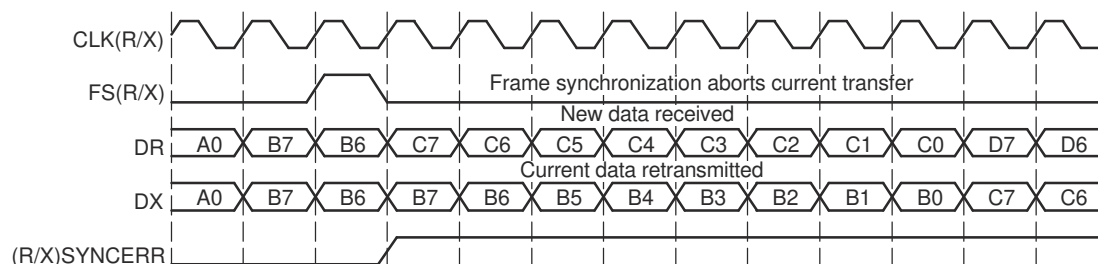 CLK(R/X)
FS(R/X) Frame synchronization aborts current transfer
New data received
DR A0 B7 B6 C7 C6 C5 C4 C3 C2 C1 C0 D7 D6
Current data retransmitted
DX A0 B7 B6 B7 B6 B5 B4 B3 B2 B1 B0 C7 C6
(R/X)SYNCERR